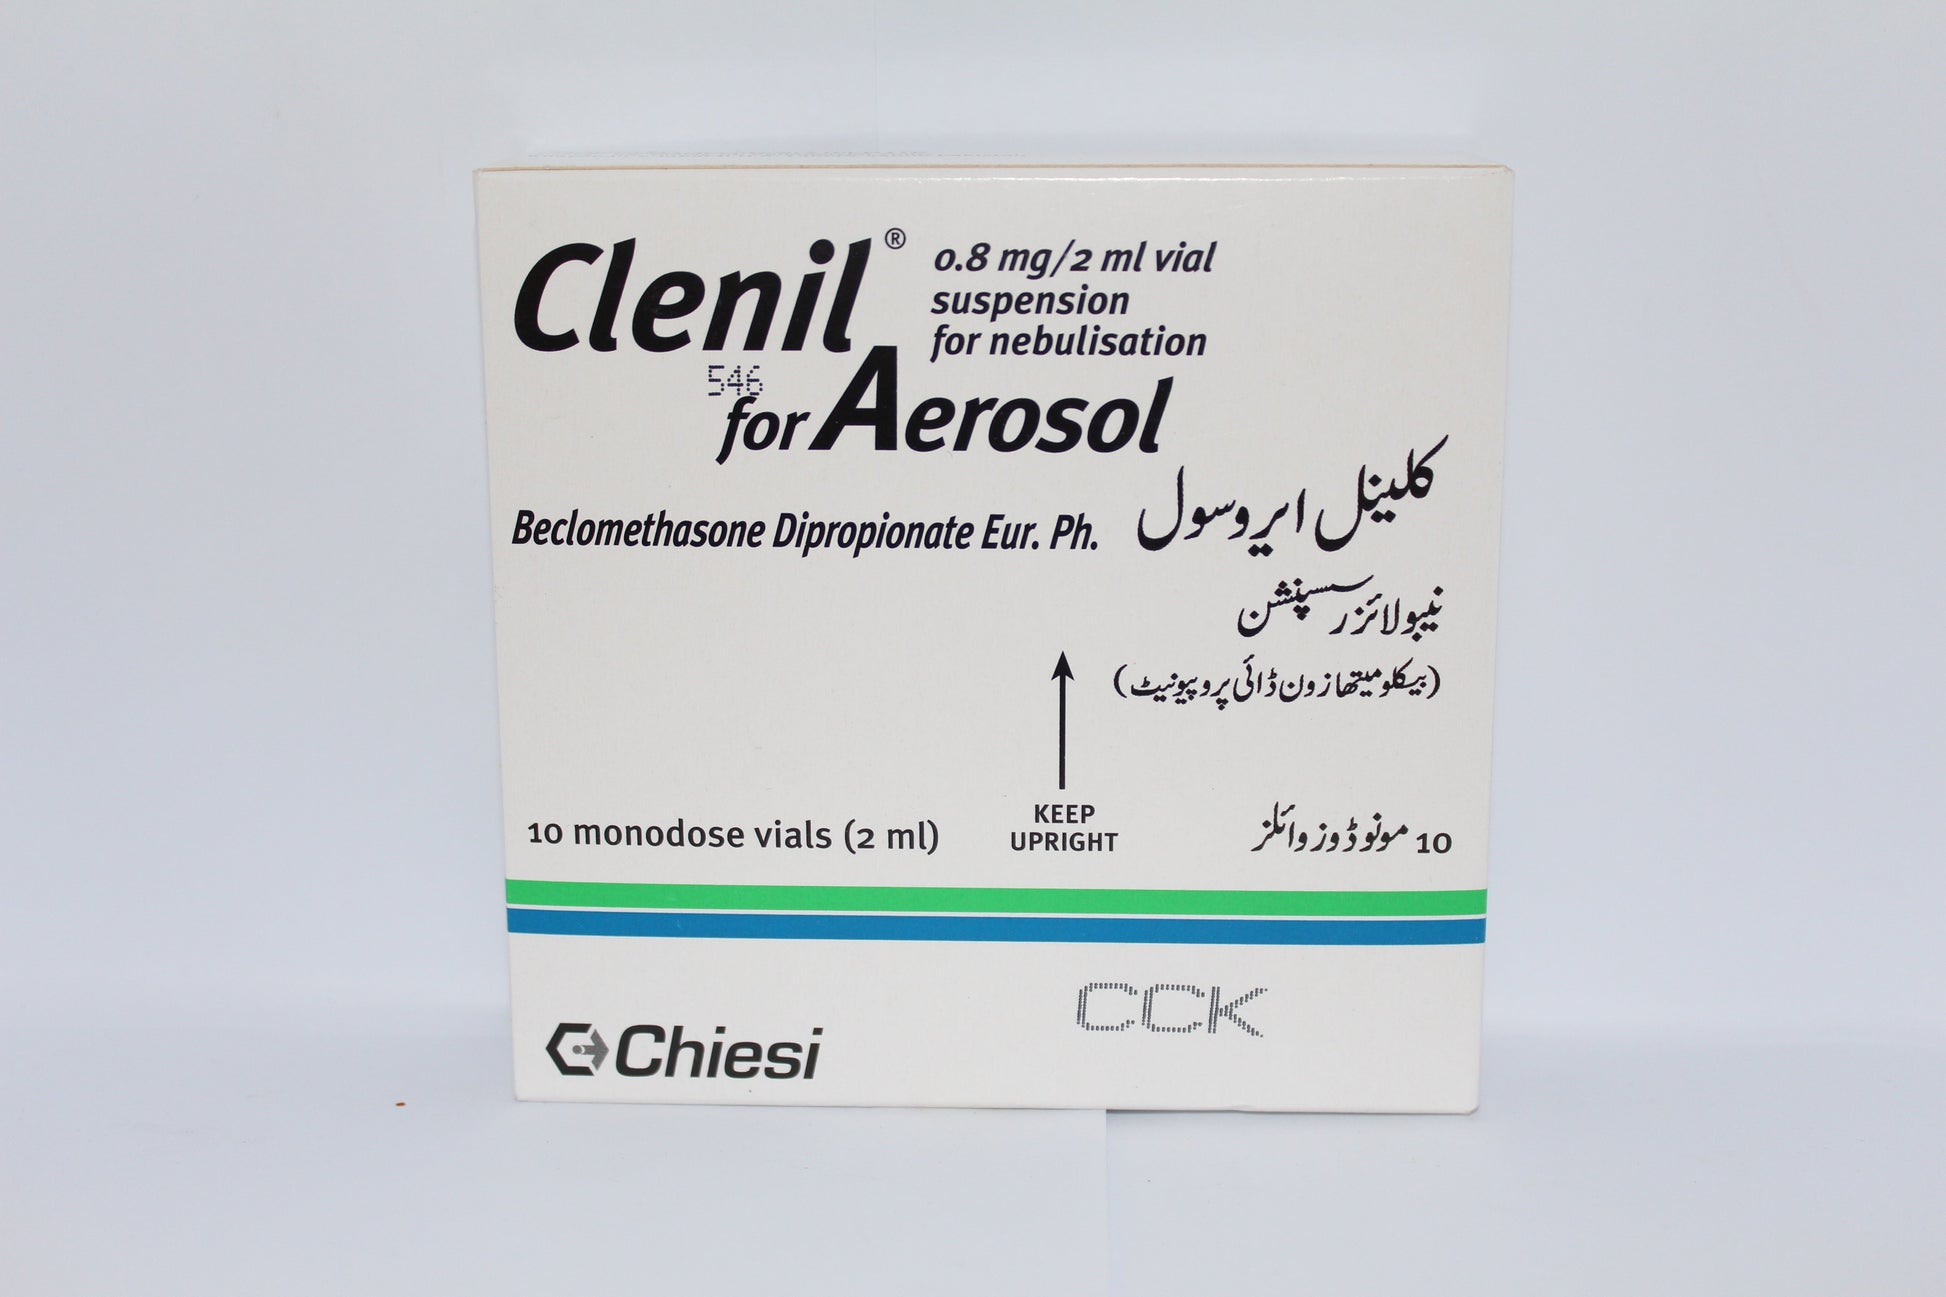 Clenil®
0.8 mg/2 ml vial
suspension
for nebulisation
546
for Aerosol
کلینل ایروسول
Beclomethasone Dipropionate Eur. Ph.
نیبولائزر سسپنشن
(بیکلومیتھازون ڈائی پروپیونیٹ)
KEEP
UPRIGHT
10 monodose vials (2 ml)
10 مونوڈوز وائلز
CCK
Chiesi